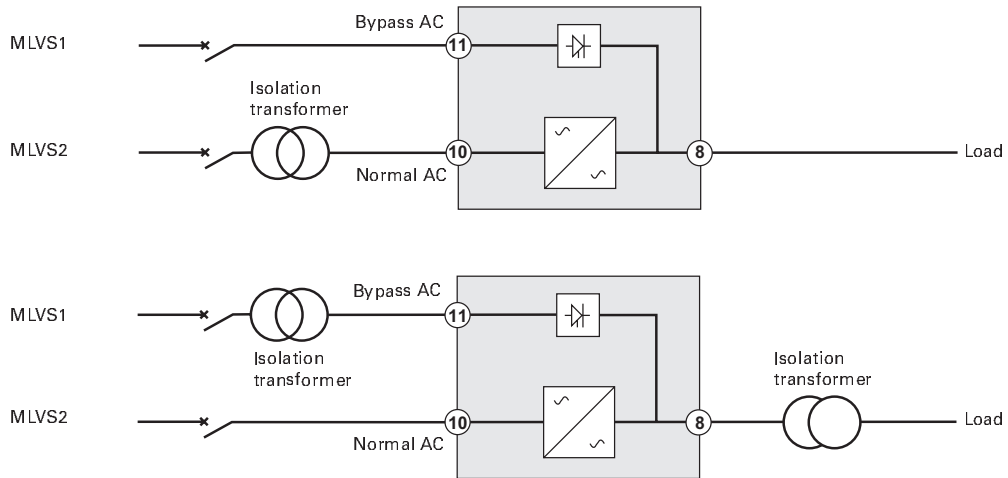 Bypass AC
MLVS1
11
Isolation
transformer
MLVS2
10
8
Load
Normal AC
Bypass AC
MLVS1
11
Isolation
transformer
Isolation
transformer
MLVS2
10
8
Load
Normal AC